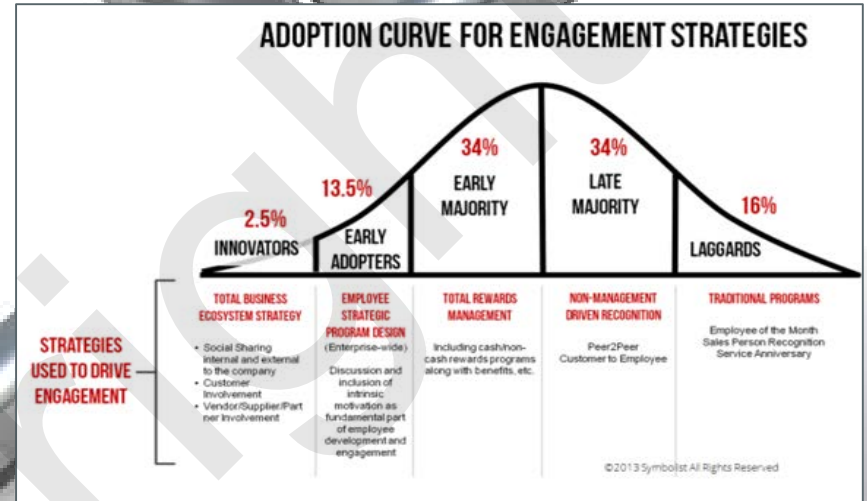 ADOPTION CURVE FOR ENGAGEMENT STRATEGIES
2.5%
INNOVATORS
13.5%
EARLY
ADOPTERS
34%
EARLY
MAJORITY
34%
LATE
MAJORITY
16%
LAGGARDS
STRATEGIES
USED TO DRIVE
ENGAGEMENT
TOTAL BUSINESS
ECOSYSTEM STRATEGY
• Social Sharing
internal and external
to the company
• Customer
Involvement
• Vendor/Supplier/Part
ner Involvement
EMPLOYEE
STRATEGIC
PROGRAM DESIGN
(Enterprise-wide)
Discussion and
inclusion of
intrinsic
motivation as
fundamental part
of employee
development and
engagement
TOTAL REWARDS
MANAGEMENT
Including cash/non-
cash rewards programs
along with benefits, etc.
NON-MANAGEMENT
DRIVEN RECOGNITION
Peer2Peer
Customer to Employee
TRADITIONAL PROGRAMS
Employee of the Month
Sales Person Recognition
Service Anniversary
©2013 Symbolist All Rights Reserved